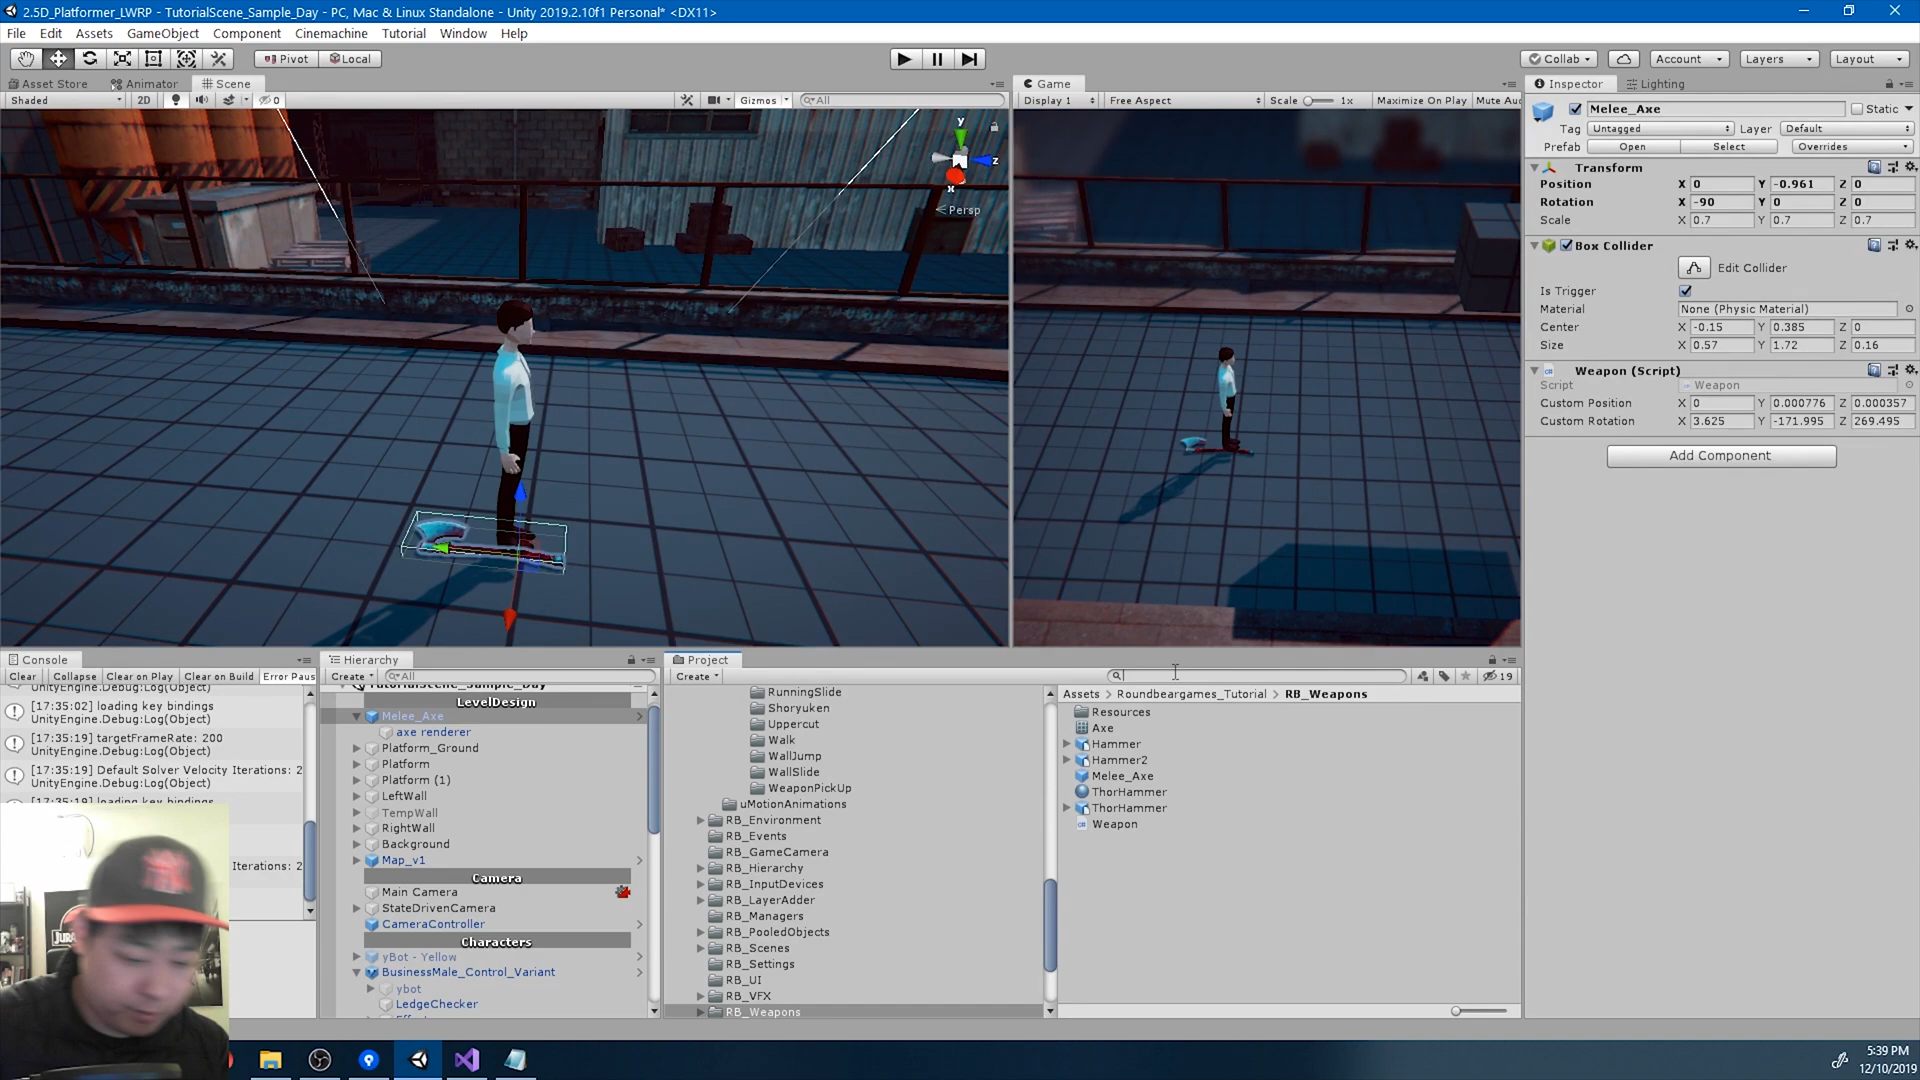 2.5D_Platformer_LWRP - TutorialScene_Sample_Day - PC, Mac & Linux Standalone - Unity 2019.2.10f1 Personal* <DX11>
File Edit Assets GameObject Component Cinemachine Tutorial Window Help
Pivot Local
Collab Account Layers Layout
Asset Store Animator Scene
Shaded 2D 0 Gizmos All
y z x
Persp
Game
Display 1 Free Aspect Scale 1x Maximize On Play Mute Au
Inspector Lighting
Melee_Axe Static
Tag Untagged Layer Default
Prefab Open Select Overrides
Transform
Position X 0 Y -0.961 Z 0
Rotation X -90 Y 0 Z 0
Scale X 0.7 Y 0.7 Z 0.7
Box Collider
Edit Collider
Is Trigger
Material None (Physic Material)
Center X -0.15 Y 0.385 Z 0
Size X 0.57 Y 1.72 Z 0.16
Weapon (Script)
Script Weapon
Custom Position X 0 Y 0.000776 Z 0.000357
Custom Rotation X 3.625 Y -171.995 Z 269.495
Add Component
Console
Clear Collapse Clear on Play Clear on Build Error Paus
UnityEngine.Debug:Log(Object)
[17:35:02] loading key bindings
UnityEngine.Debug:Log(Object)
[17:35:19] targetFrameRate: 200
UnityEngine.Debug:Log(Object)
[17:35:19] Default Solver Velocity Iterations: 2
UnityEngine.Debug:Log(Object)
[17:35:19] loading key bindings
Iterations: 2
Hierarchy
Create All
TutorialScene_Sample_Day
LevelDesign
Melee_Axe
axe renderer
Platform_Ground
Platform
Platform (1)
LeftWall
TempWall
RightWall
Background
Map_v1
Camera
Main Camera
StateDrivenCamera
CameraController
Characters
yBot - Yellow
BusinessMale_Control_Variant
ybot
LedgeChecker
Project
Create 19
RunningSlide
Shoryuken
Uppercut
Walk
WallJump
WallSlide
WeaponPickUp
uMotionAnimations
RB_Environment
RB_Events
RB_GameCamera
RB_Hierarchy
RB_InputDevices
RB_LayerAdder
RB_Managers
RB_PooledObjects
RB_Scenes
RB_Settings
RB_UI
RB_VFX
RB_Weapons
Assets Roundbeargames_Tutorial RB_Weapons
Resources
Axe
Hammer
Hammer2
Melee_Axe
ThorHammer
ThorHammer
Weapon
5:39 PM
12/10/2019